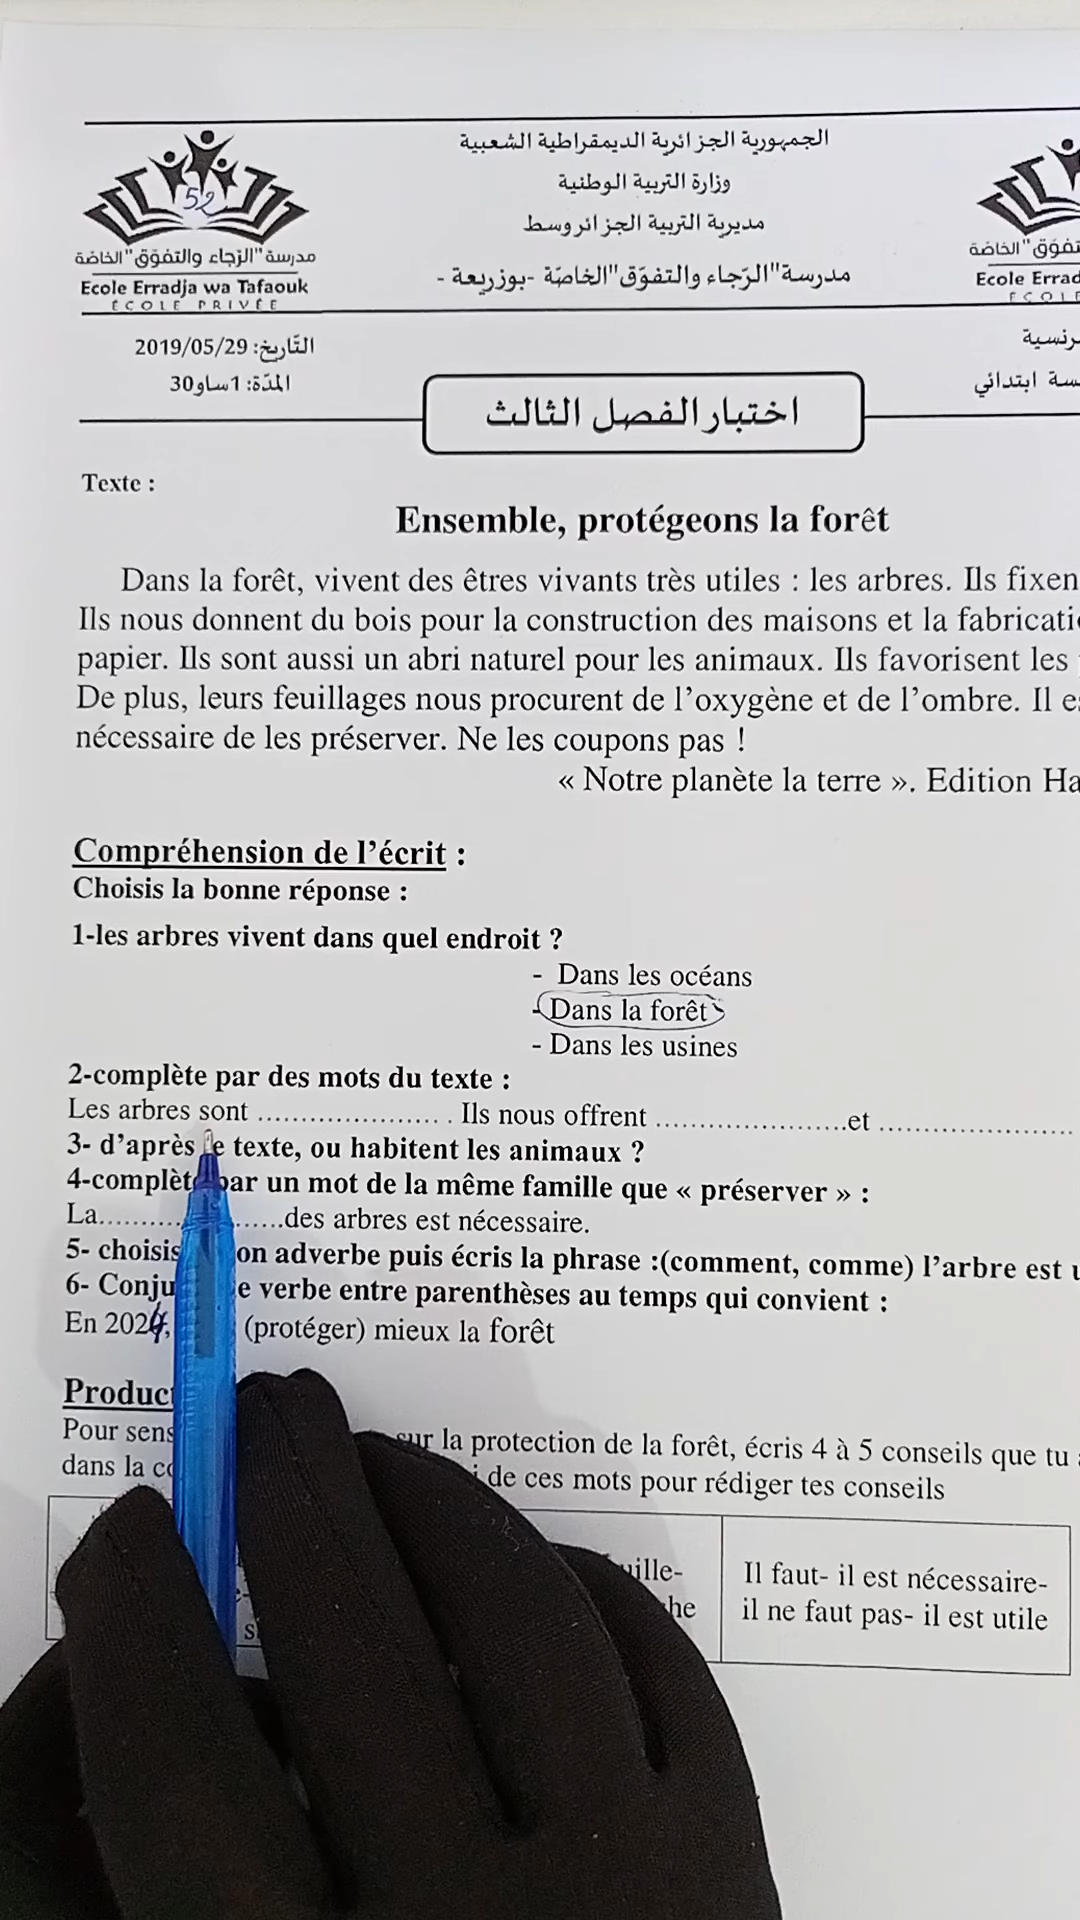 الجمهورية الجزائرية الديمقراطية الشعبية
وزارة التربية الوطنية
مديرية التربية الجزائر وسط
مدرسة "الرّجاء والتفوّق" الخاصّة - بوزريعة -
52
مدرسة "الرّجاء والتفوّق" الخاصّة
Ecole Erradja wa Tafaouk
ÉCOLE PRIVÉE
Ecole Errad
التّاريخ: 2019/05/29
المدّة: 1سا و30
ابتدائي
اختبار الفصل الثالث
Texte :
Ensemble, protégeons la forêt
Dans la forêt, vivent des êtres vivants très utiles : les arbres. Ils fixen
Ils nous donnent du bois pour la construction des maisons et la fabricati
papier. Ils sont aussi un abri naturel pour les animaux. Ils favorisent les
De plus, leurs feuillages nous procurent de l'oxygène et de l'ombre. Il e
nécessaire de les préserver. Ne les coupons pas !
« Notre planète la terre ». Edition Ha
Compréhension de l'écrit :
Choisis la bonne réponse :
1-les arbres vivent dans quel endroit ?
- Dans les océans
- Dans la forêt
- Dans les usines
2-complète par des mots du texte :
Les arbres sont ..................... . Ils nous offrent .....................et .....................
3- d'après le texte, ou habitent les animaux ?
4-complète par un mot de la même famille que « préserver » :
La.....................des arbres est nécessaire.
5- choisis on adverbe puis écris la phrase :(comment, comme) l'arbre est u
6- Conju e verbe entre parenthèses au temps qui convient :
En 2024, (protéger) mieux la forêt
Produc
Pour sens sur la protection de la forêt, écris 4 à 5 conseils que tu
dans la co de ces mots pour rédiger tes conseils
uille-
he
Il faut- il est nécessaire-
il ne faut pas- il est utile